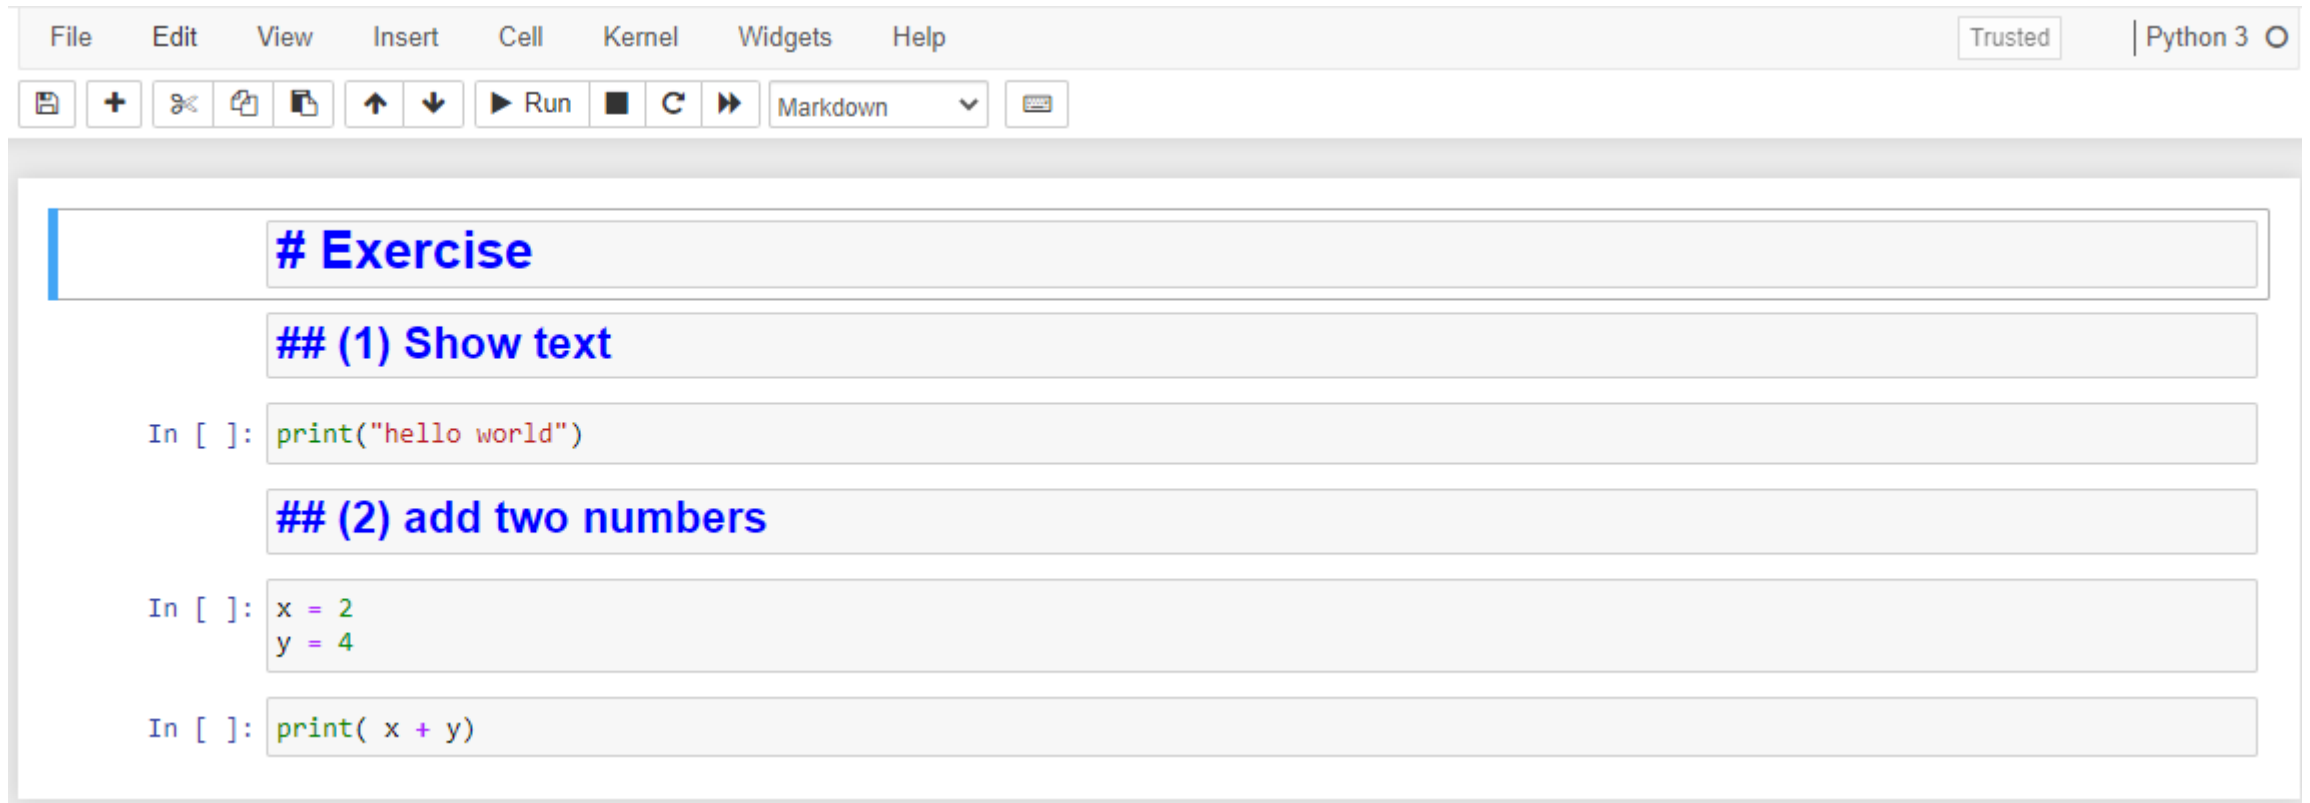 File Edit View Insert Cell Kernel Widgets Help Trusted Python 3
Run Markdown
# Exercise
## (1) Show text
In [ ]: print("hello world")
## (2) add two numbers
In [ ]: x = 2
y = 4
In [ ]: print( x + y)